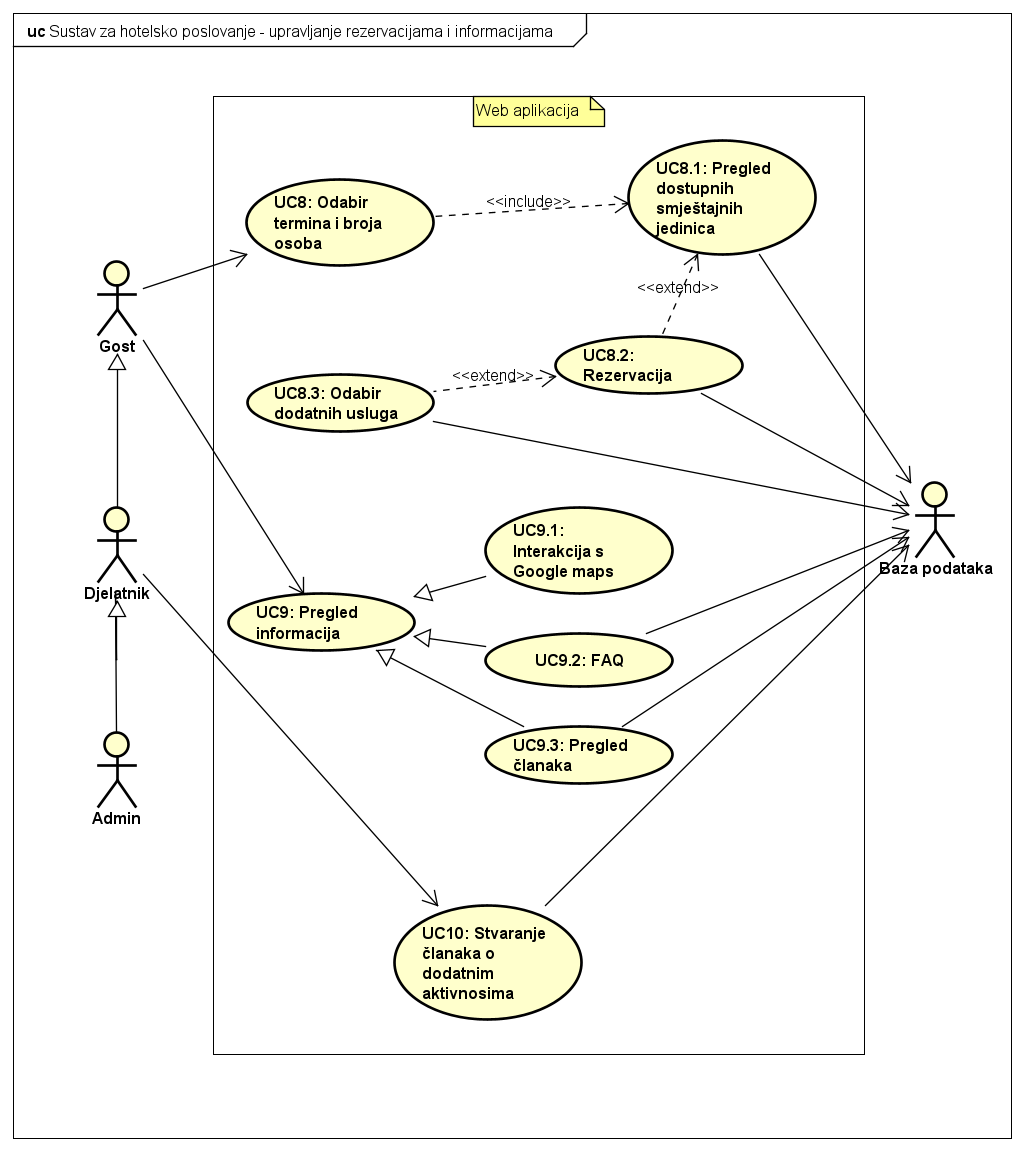 uc Sustav za hotelsko poslovanje - upravljanje rezervacijama i informacijama
Web aplikacija
UC8: Odabir
termina i broja
osoba
<<include>>
UC8.1: Pregled
dostupnih
smještajnih
jedinica
<<extend>>
Gost
UC8.2:
Rezervacija
<<extend>>
UC8.3: Odabir
dodatnih usluga
UC9.1:
Interakcija s
Google maps
Baza podataka
Djelatnik
UC9: Pregled
informacija
UC9.2: FAQ
UC9.3: Pregled
članaka
Admin
UC10: Stvaranje
članaka o
dodatnim
aktivnosima